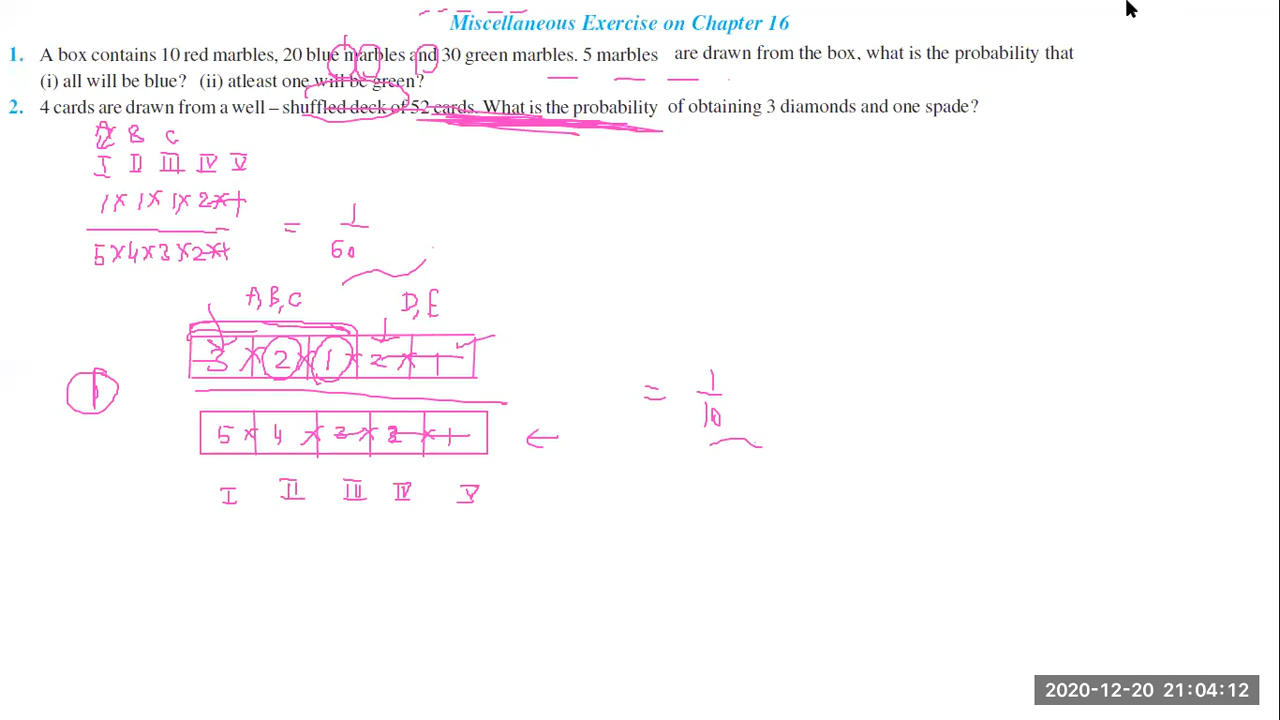 Miscellaneous Exercise on Chapter 16
1. A box contains 10 red marbles, 20 blue marbles and 30 green marbles. 5 marbles are drawn from the box, what is the probability that
(i) all will be blue? (ii) atleast one will be green?
2. 4 cards are drawn from a well – shuffled deck of 52 cards. What is the probability of obtaining 3 diamonds and one spade?
A B C
I II III IV V
1 × 1 × 1 × 2 × 1
5 × 4 × 3 × 2 × 1
= 1
60
A, B, C D, E
3 × 2 × 1 × 2 × 1
= 1
10
5 × 4 × 3 × 2 × 1 ←
I II III IV V
2020-12-20 21:04:12